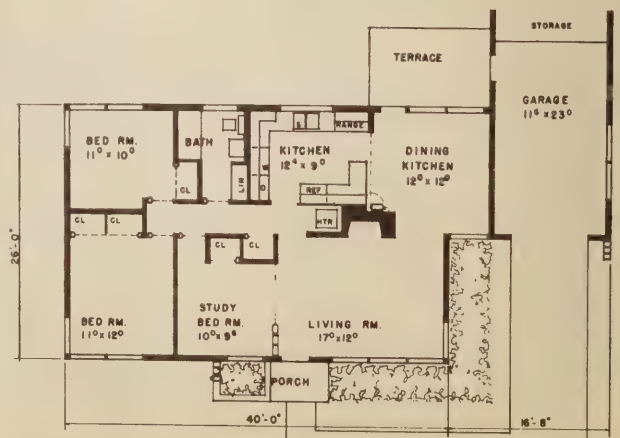 STORAGE
TERRACE
GARAGE
11⁶ x 23⁰
BED RM.
11⁰ x 10⁰
BATH
S
RANGE
KITCHEN
12⁶ x 9⁰
DINING
KITCHEN
12⁰ x 12⁰
CL
LIN
O
REF
HTR
CL
CL
CL
CL
26'-0"
BED RM.
11⁰ x 12⁰
STUDY
BED RM.
10⁰ x 9⁶
LIVING RM.
17⁰ x 12⁰
PORCH
40'-0"
16'-8"